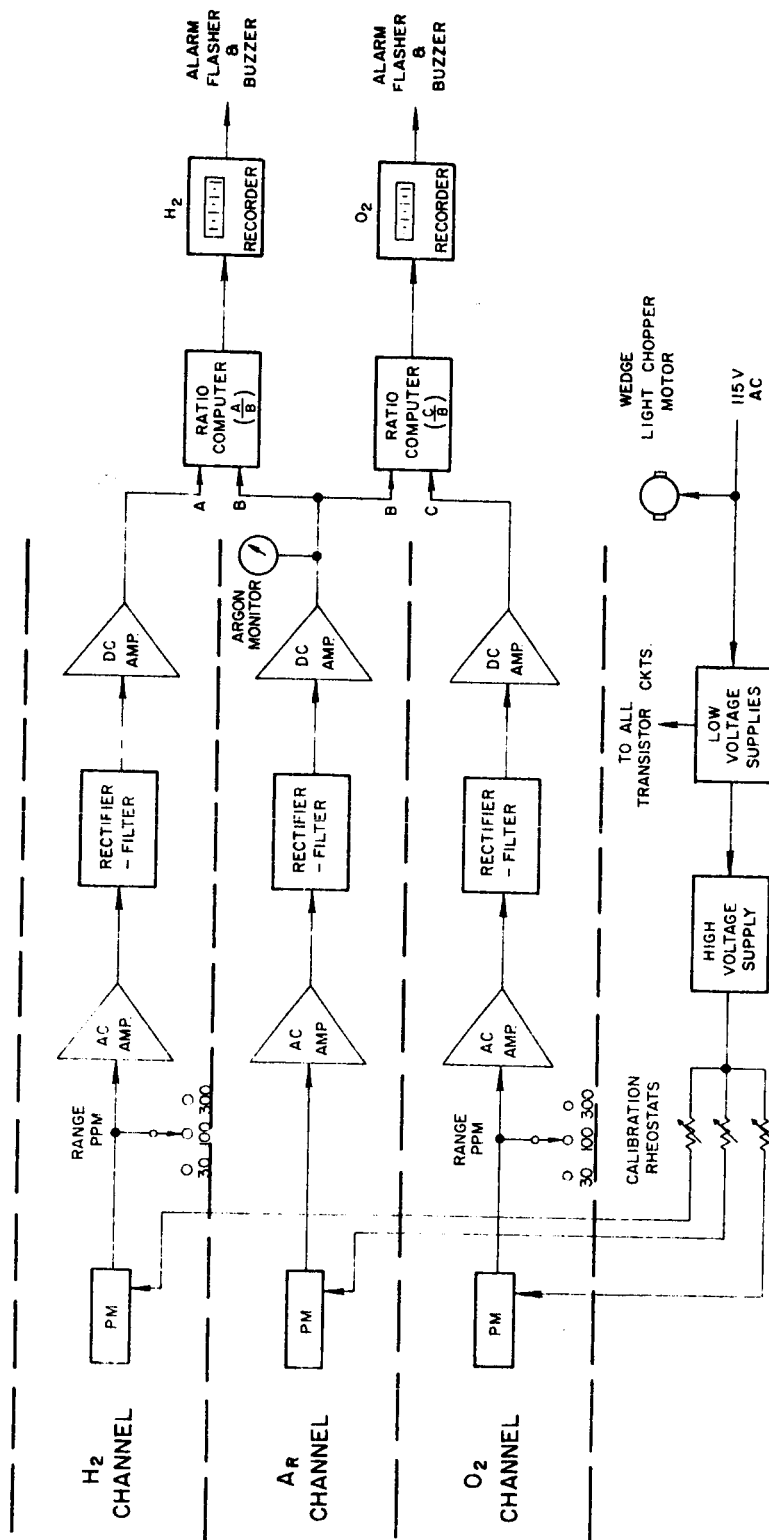 H2
CHANNEL
PM
RANGE
PPM
30 100 300
AC
AMP.
RECTIFIER
- FILTER
DC
AMP.
A
B
RATIO
COMPUTER
(A/B)
H2
RECORDER
ALARM
FLASHER
&
BUZZER
AR
CHANNEL
PM
AC
AMP.
RECTIFIER
- FILTER
DC
AMP.
ARGON
MONITOR
O2
CHANNEL
PM
RANGE
PPM
30 100 300
AC
AMP.
RECTIFIER
- FILTER
DC
AMP.
B
C
RATIO
COMPUTER
(C/B)
O2
RECORDER
ALARM
FLASHER
&
BUZZER
CALIBRATION
RHEOSTATS
HIGH
VOLTAGE
SUPPLY
TO ALL
TRANSISTOR CKTS.
LOW
VOLTAGE
SUPPLIES
WEDGE
LIGHT CHOPPER
MOTOR
115 V
AC